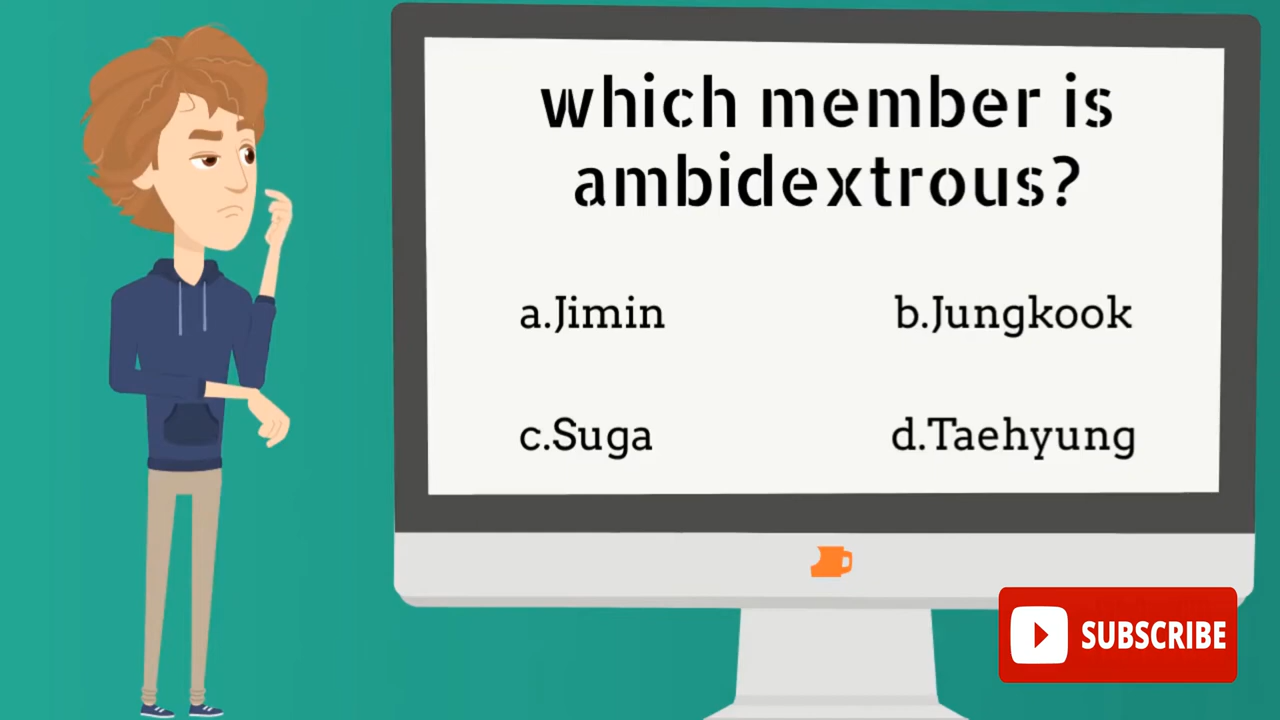 which member is
ambidextrous?
a.Jimin
b.Jungkook
c.Suga
d.Taehyung
SUBSCRIBE